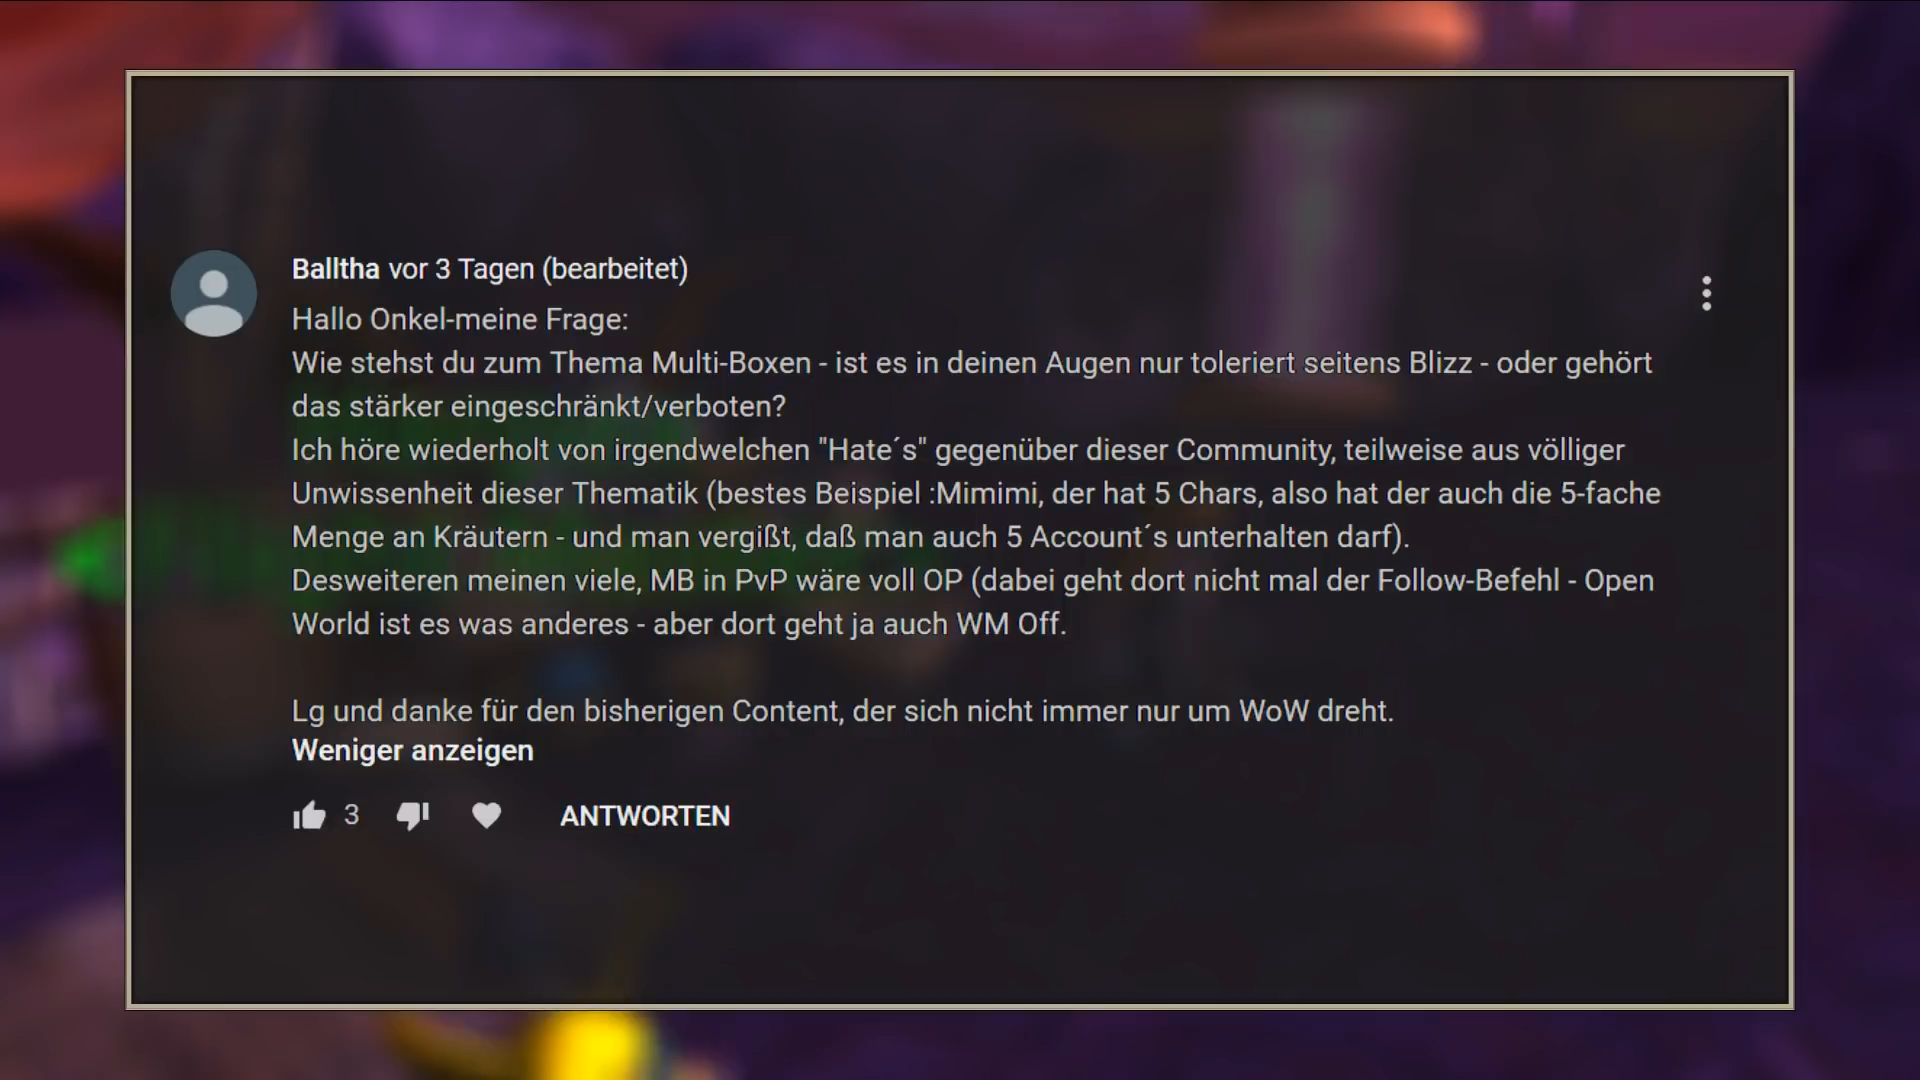 Balltha vor 3 Tagen (bearbeitet)
Hallo Onkel-meine Frage:
Wie stehst du zum Thema Multi-Boxen - ist es in deinen Augen nur toleriert seitens Blizz - oder gehört
das stärker eingeschränkt/verboten?
Ich höre wiederholt von irgendwelchen "Hate´s" gegenüber dieser Community, teilweise aus völliger
Unwissenheit dieser Thematik (bestes Beispiel :Mimimi, der hat 5 Chars, also hat der auch die 5-fache
Menge an Kräutern - und man vergißt, daß man auch 5 Account´s unterhalten darf).
Desweiteren meinen viele, MB in PvP wäre voll OP (dabei geht dort nicht mal der Follow-Befehl - Open
World ist es was anderes - aber dort geht ja auch WM Off.
Lg und danke für den bisherigen Content, der sich nicht immer nur um WoW dreht.
Weniger anzeigen
3 ANTWORTEN